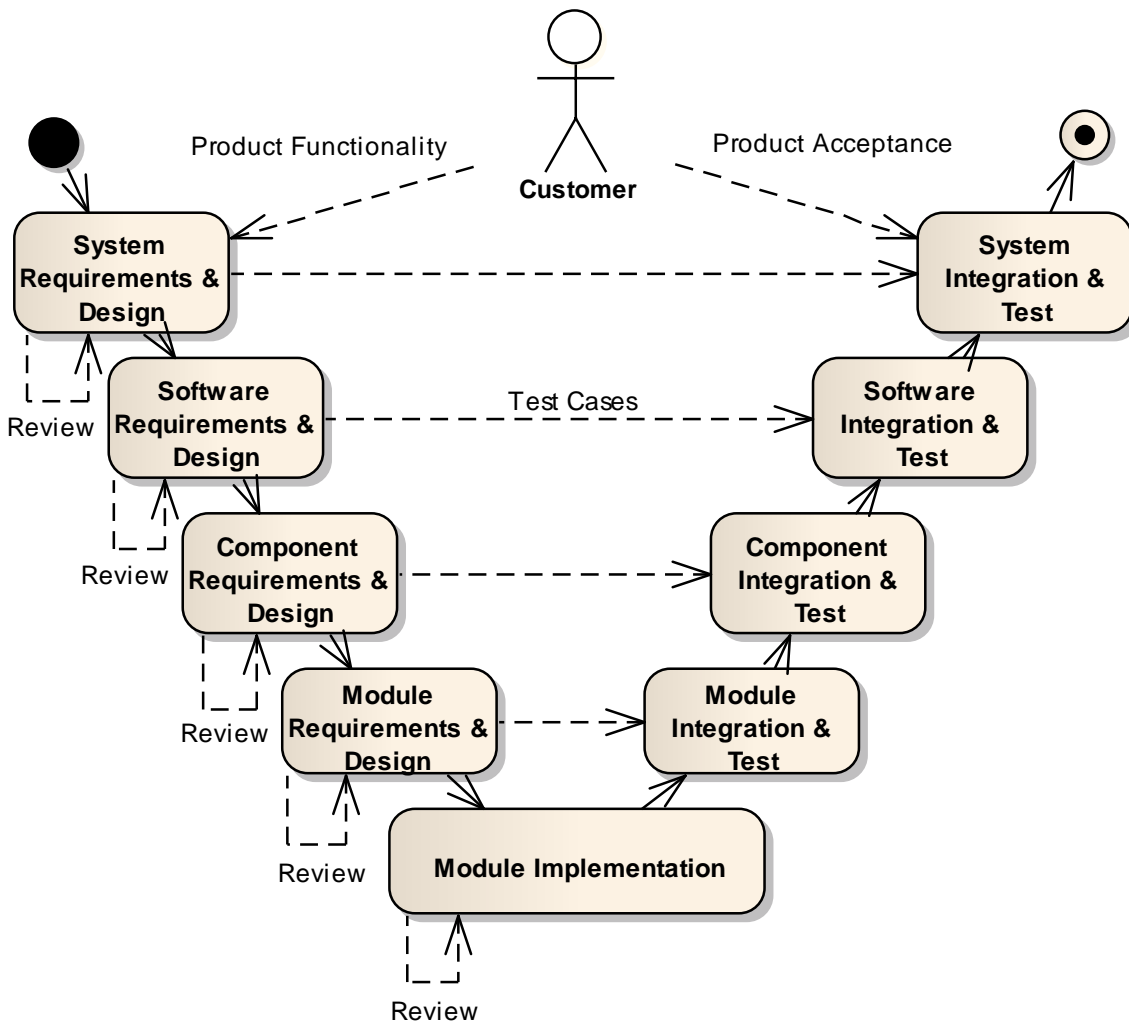 Product Functionality
Product Acceptance
Customer
System
Requirements &
Design
System
Integration &
Test
Review
Software
Requirements &
Design
Test Cases
Software
Integration &
Test
Review
Component
Requirements &
Design
Component
Integration &
Test
Review
Module
Requirements &
Design
Module
Integration &
Test
Review
Module Implementation
Review